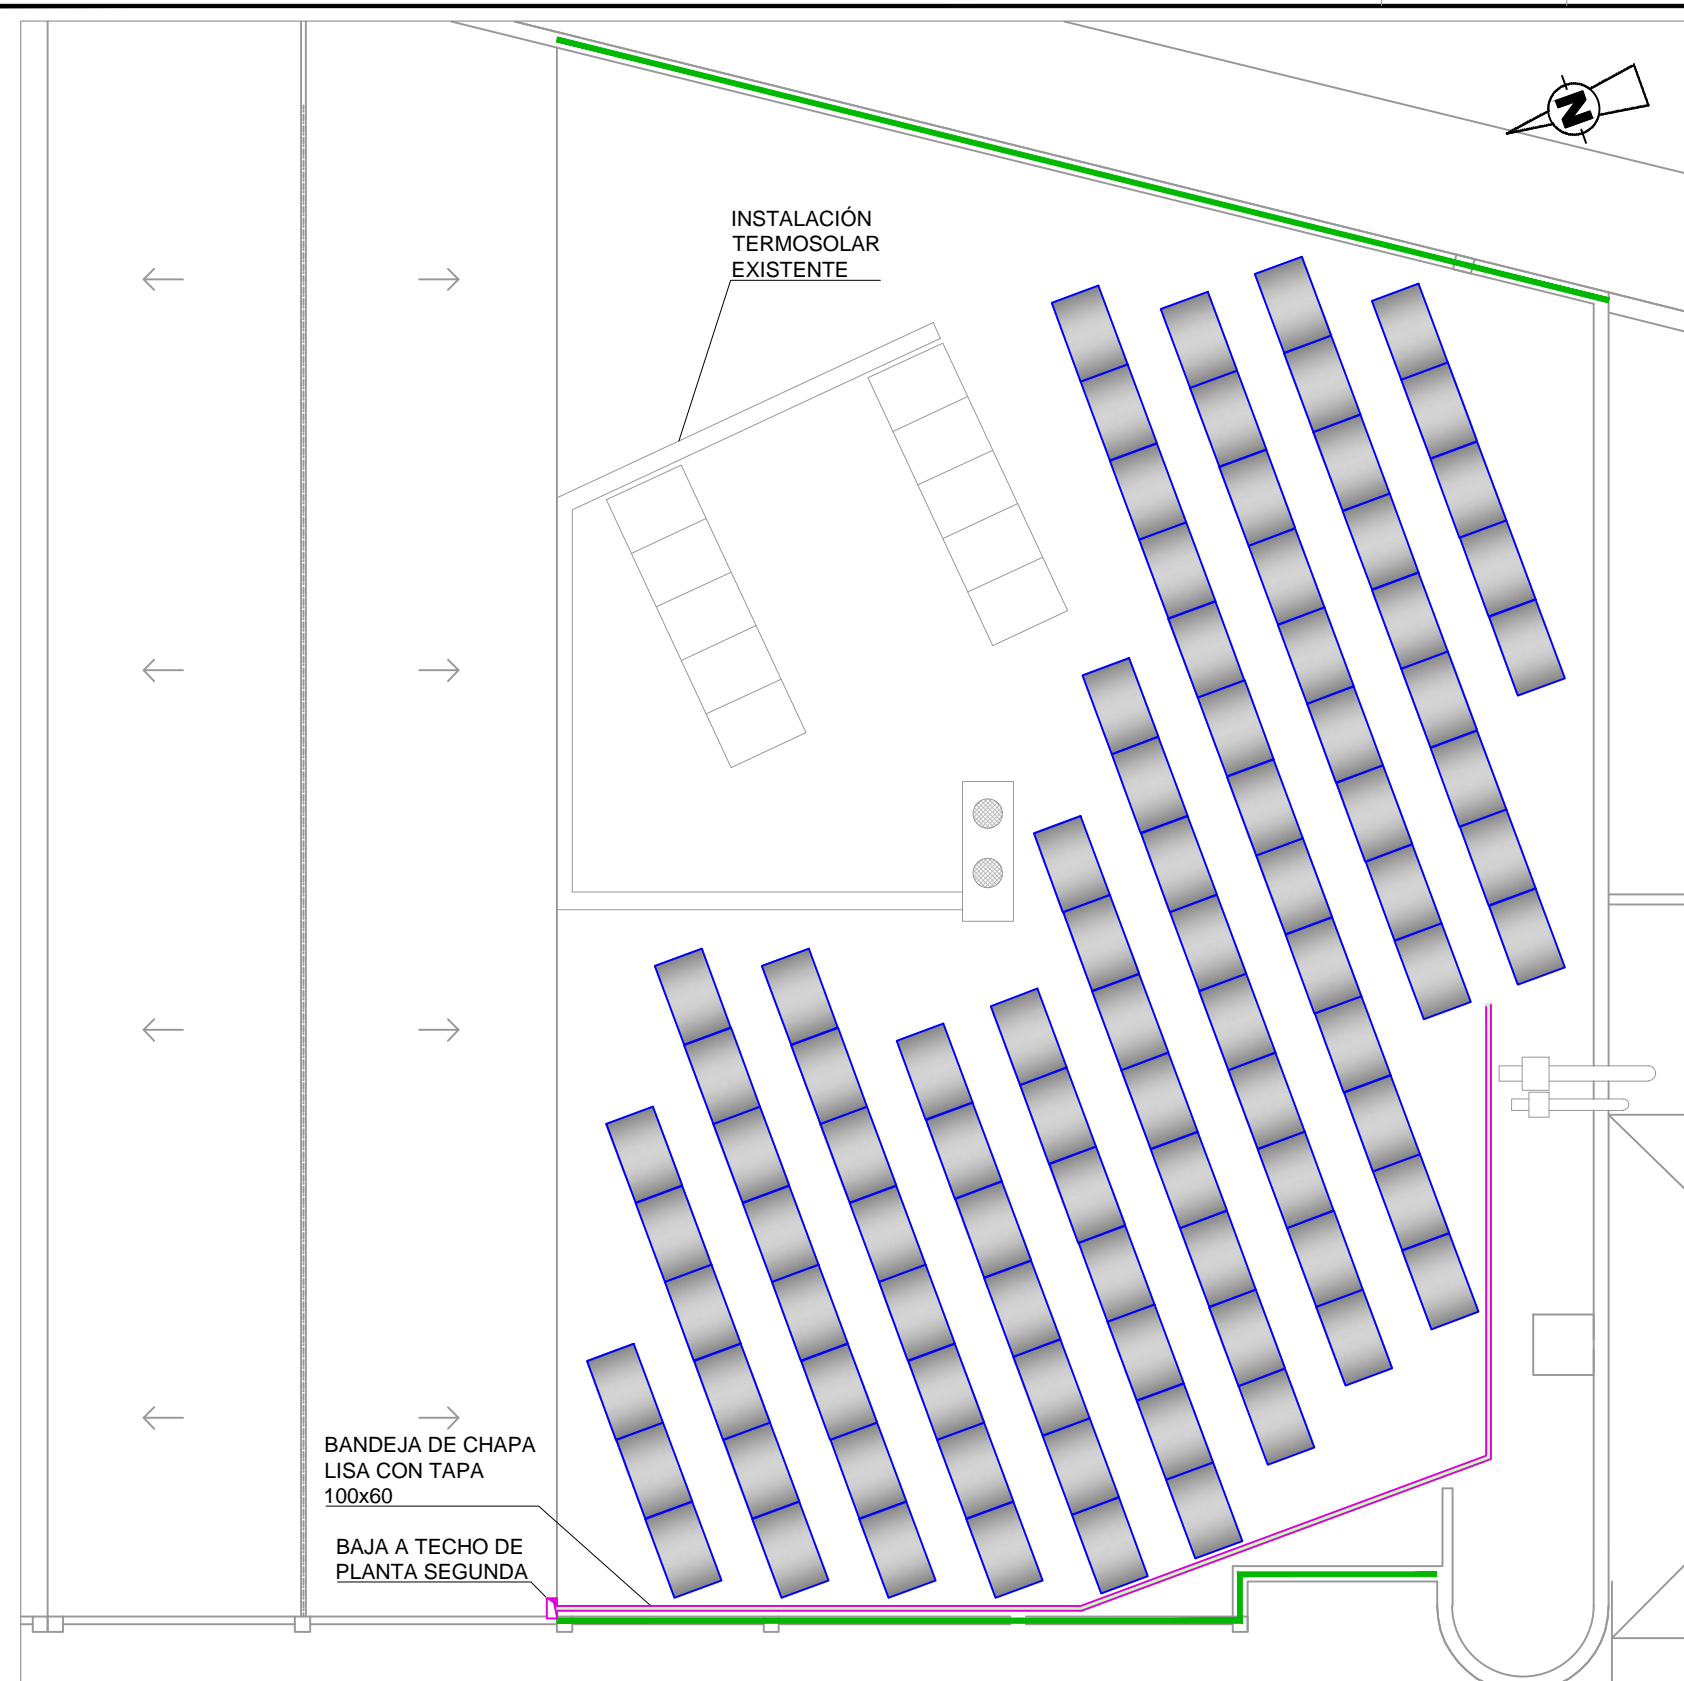 N
INSTALACIÓN
TERMOSOLAR
EXISTENTE
BANDEJA DE CHAPA
LISA CON TAPA
100x60
BAJA A TECHO DE
PLANTA SEGUNDA